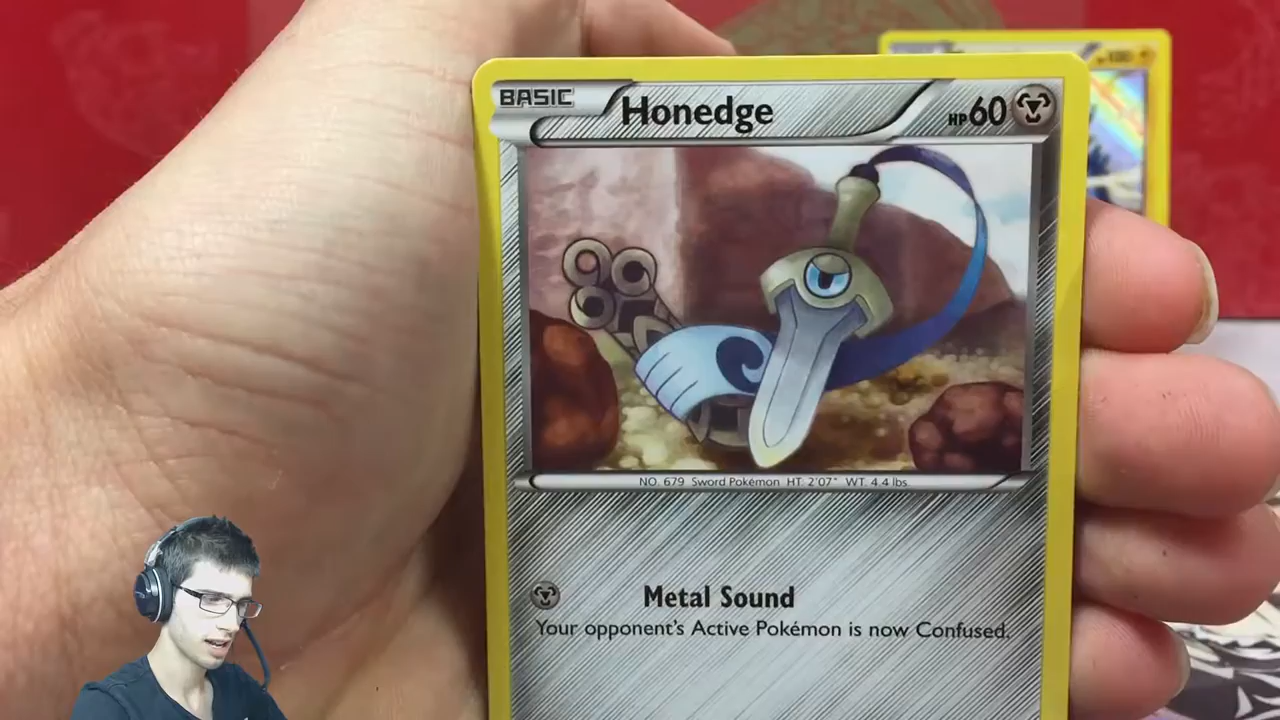 BASIC Honedge HP60
NO. 679 Sword Pokémon HT: 2'07" WT: 4.4 lbs.
Metal Sound
Your opponent's Active Pokémon is now Confused.